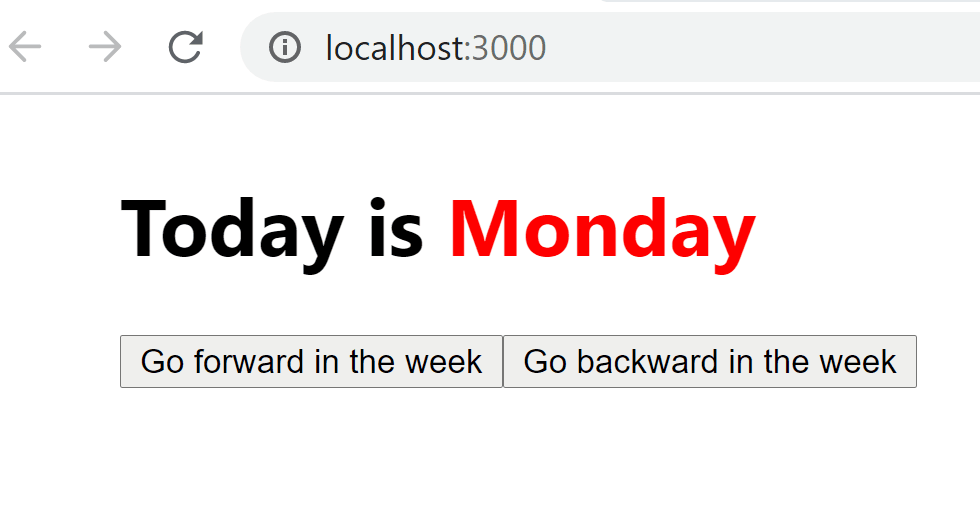 localhost:3000
Today is Monday
Go forward in the week Go backward in the week